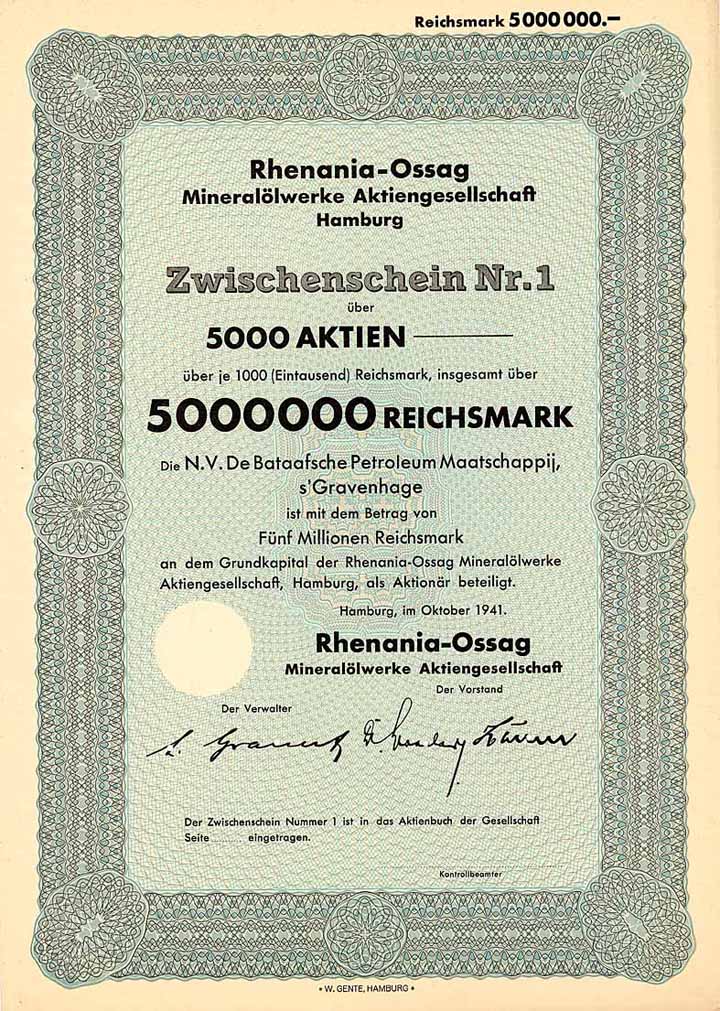 Reichsmark 5000000.–
Rhenania-Ossag
Mineralölwerke Aktiengesellschaft
Hamburg
Zwischenschein Nr. 1
über
5000 AKTIEN
über je 1000 (Eintausend) Reichsmark, insgesamt über
5000000 REICHSMARK
Die N.V. De Bataafsche Petroleum Maatschappij,
s'Gravenhage
ist mit dem Betrag von
Fünf Millionen Reichsmark
an dem Grundkapital der Rhenania-Ossag Mineralölwerke
Aktiengesellschaft, Hamburg, als Aktionär beteiligt.
Hamburg, im Oktober 1941.
Rhenania-Ossag
Mineralölwerke Aktiengesellschaft
Der Vorstand
Der Verwalter
Der Zwischenschein Nummer 1 ist in das Aktienbuch der Gesellschaft
Seite .......... eingetragen.
Kontrollbeamter
• W. GENTE, HAMBURG •